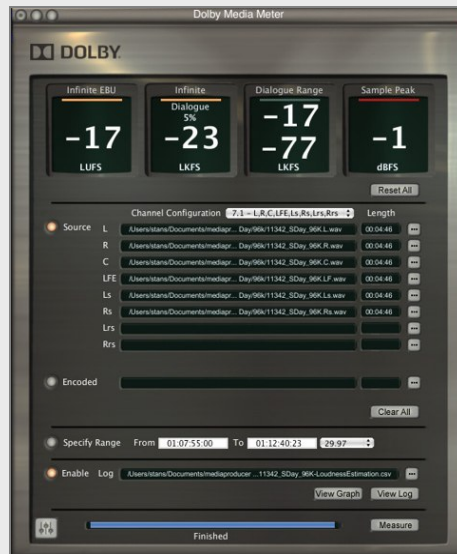 Dolby Media Meter
DOLBY
Infinite EBU
-17
LUFS
Infinite
Dialogue
5%
-23
LKFS
Dialogue Range
-17
-77
LKFS
Sample Peak
-1
dBFS
Reset All
Channel Configuration 7.1 - L,R,C,LFE,Ls,Rs,Lrs,Rrs Length
Source L /Users/stans/Documents/mediapr... Day/96k/11342_SDay_96K.L.wav 00:04:46 ...
R /Users/stans/Documents/mediapr... Day/96k/11342_SDay_96K.R.wav 00:04:46 ...
C /Users/stans/Documents/mediapr... Day/96k/11342_SDay_96K.C.wav 00:04:46 ...
LFE /Users/stans/Documents/mediapr... Day/96k/11342_SDay_96K.LF.wav 00:04:46 ...
Ls /Users/stans/Documents/mediapr... Day/96k/11342_SDay_96K.Ls.wav 00:04:46 ...
Rs /Users/stans/Documents/mediapr... Day/96k/11342_SDay_96K.Rs.wav 00:04:46 ...
Lrs ...
Rrs ...
Encoded ...
Clear All
Specify Range From 01:07:55:00 To 01:12:40:23 29.97
Enable Log /Users/stans/Documents/mediaproducer ...11342_SDay_96K-LoudnessEstimation.csv ...
View Graph View Log
Finished
Measure